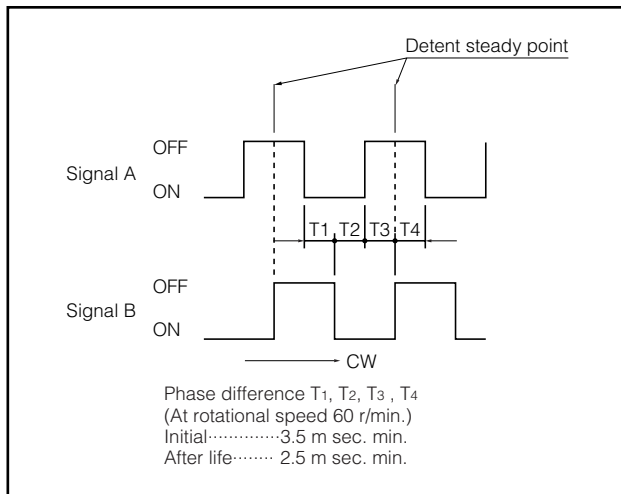 Detent steady point
OFF
Signal A
ON
T1 T2 T3 T4
OFF
Signal B
ON
CW
Phase difference T1, T2, T3 , T4
(At rotational speed 60 r/min.)
Initial··············3.5 m sec. min.
After life········ 2.5 m sec. min.